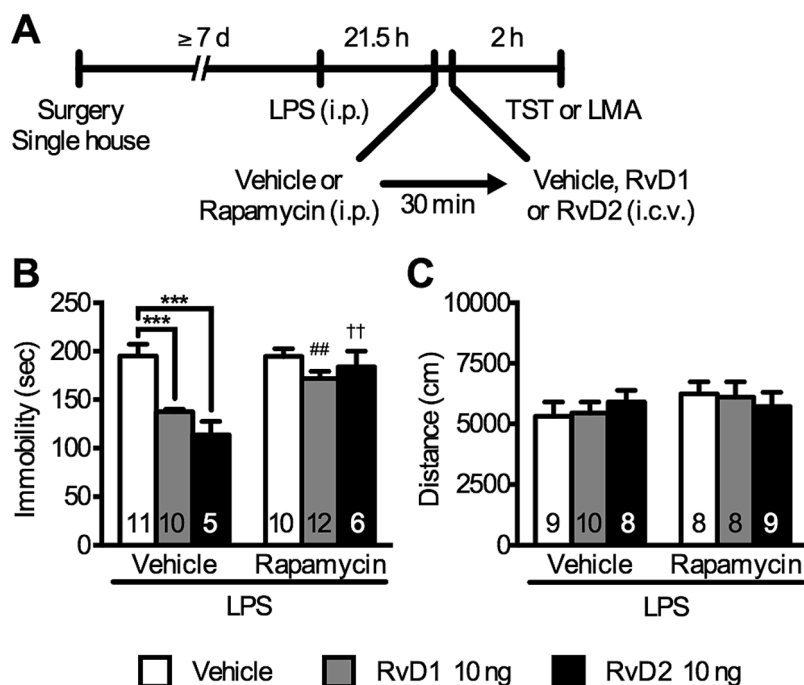 A
≥ 7 d
21.5 h
2 h
Surgery
Single house
LPS (i.p.)
TST or LMA
Vehicle or
Rapamycin (i.p.)
30 min
Vehicle, RvD1
or RvD2 (i.c.v.)
B
Immobility (sec)
250
200
150
100
50
0
***
***
##
††
11
10
5
10
12
6
Vehicle
Rapamycin
LPS
C
Distance (cm)
10000
7500
5000
2500
0
9
10
8
8
8
9
Vehicle
Rapamycin
LPS
Vehicle
RvD1 10 ng
RvD2 10 ng